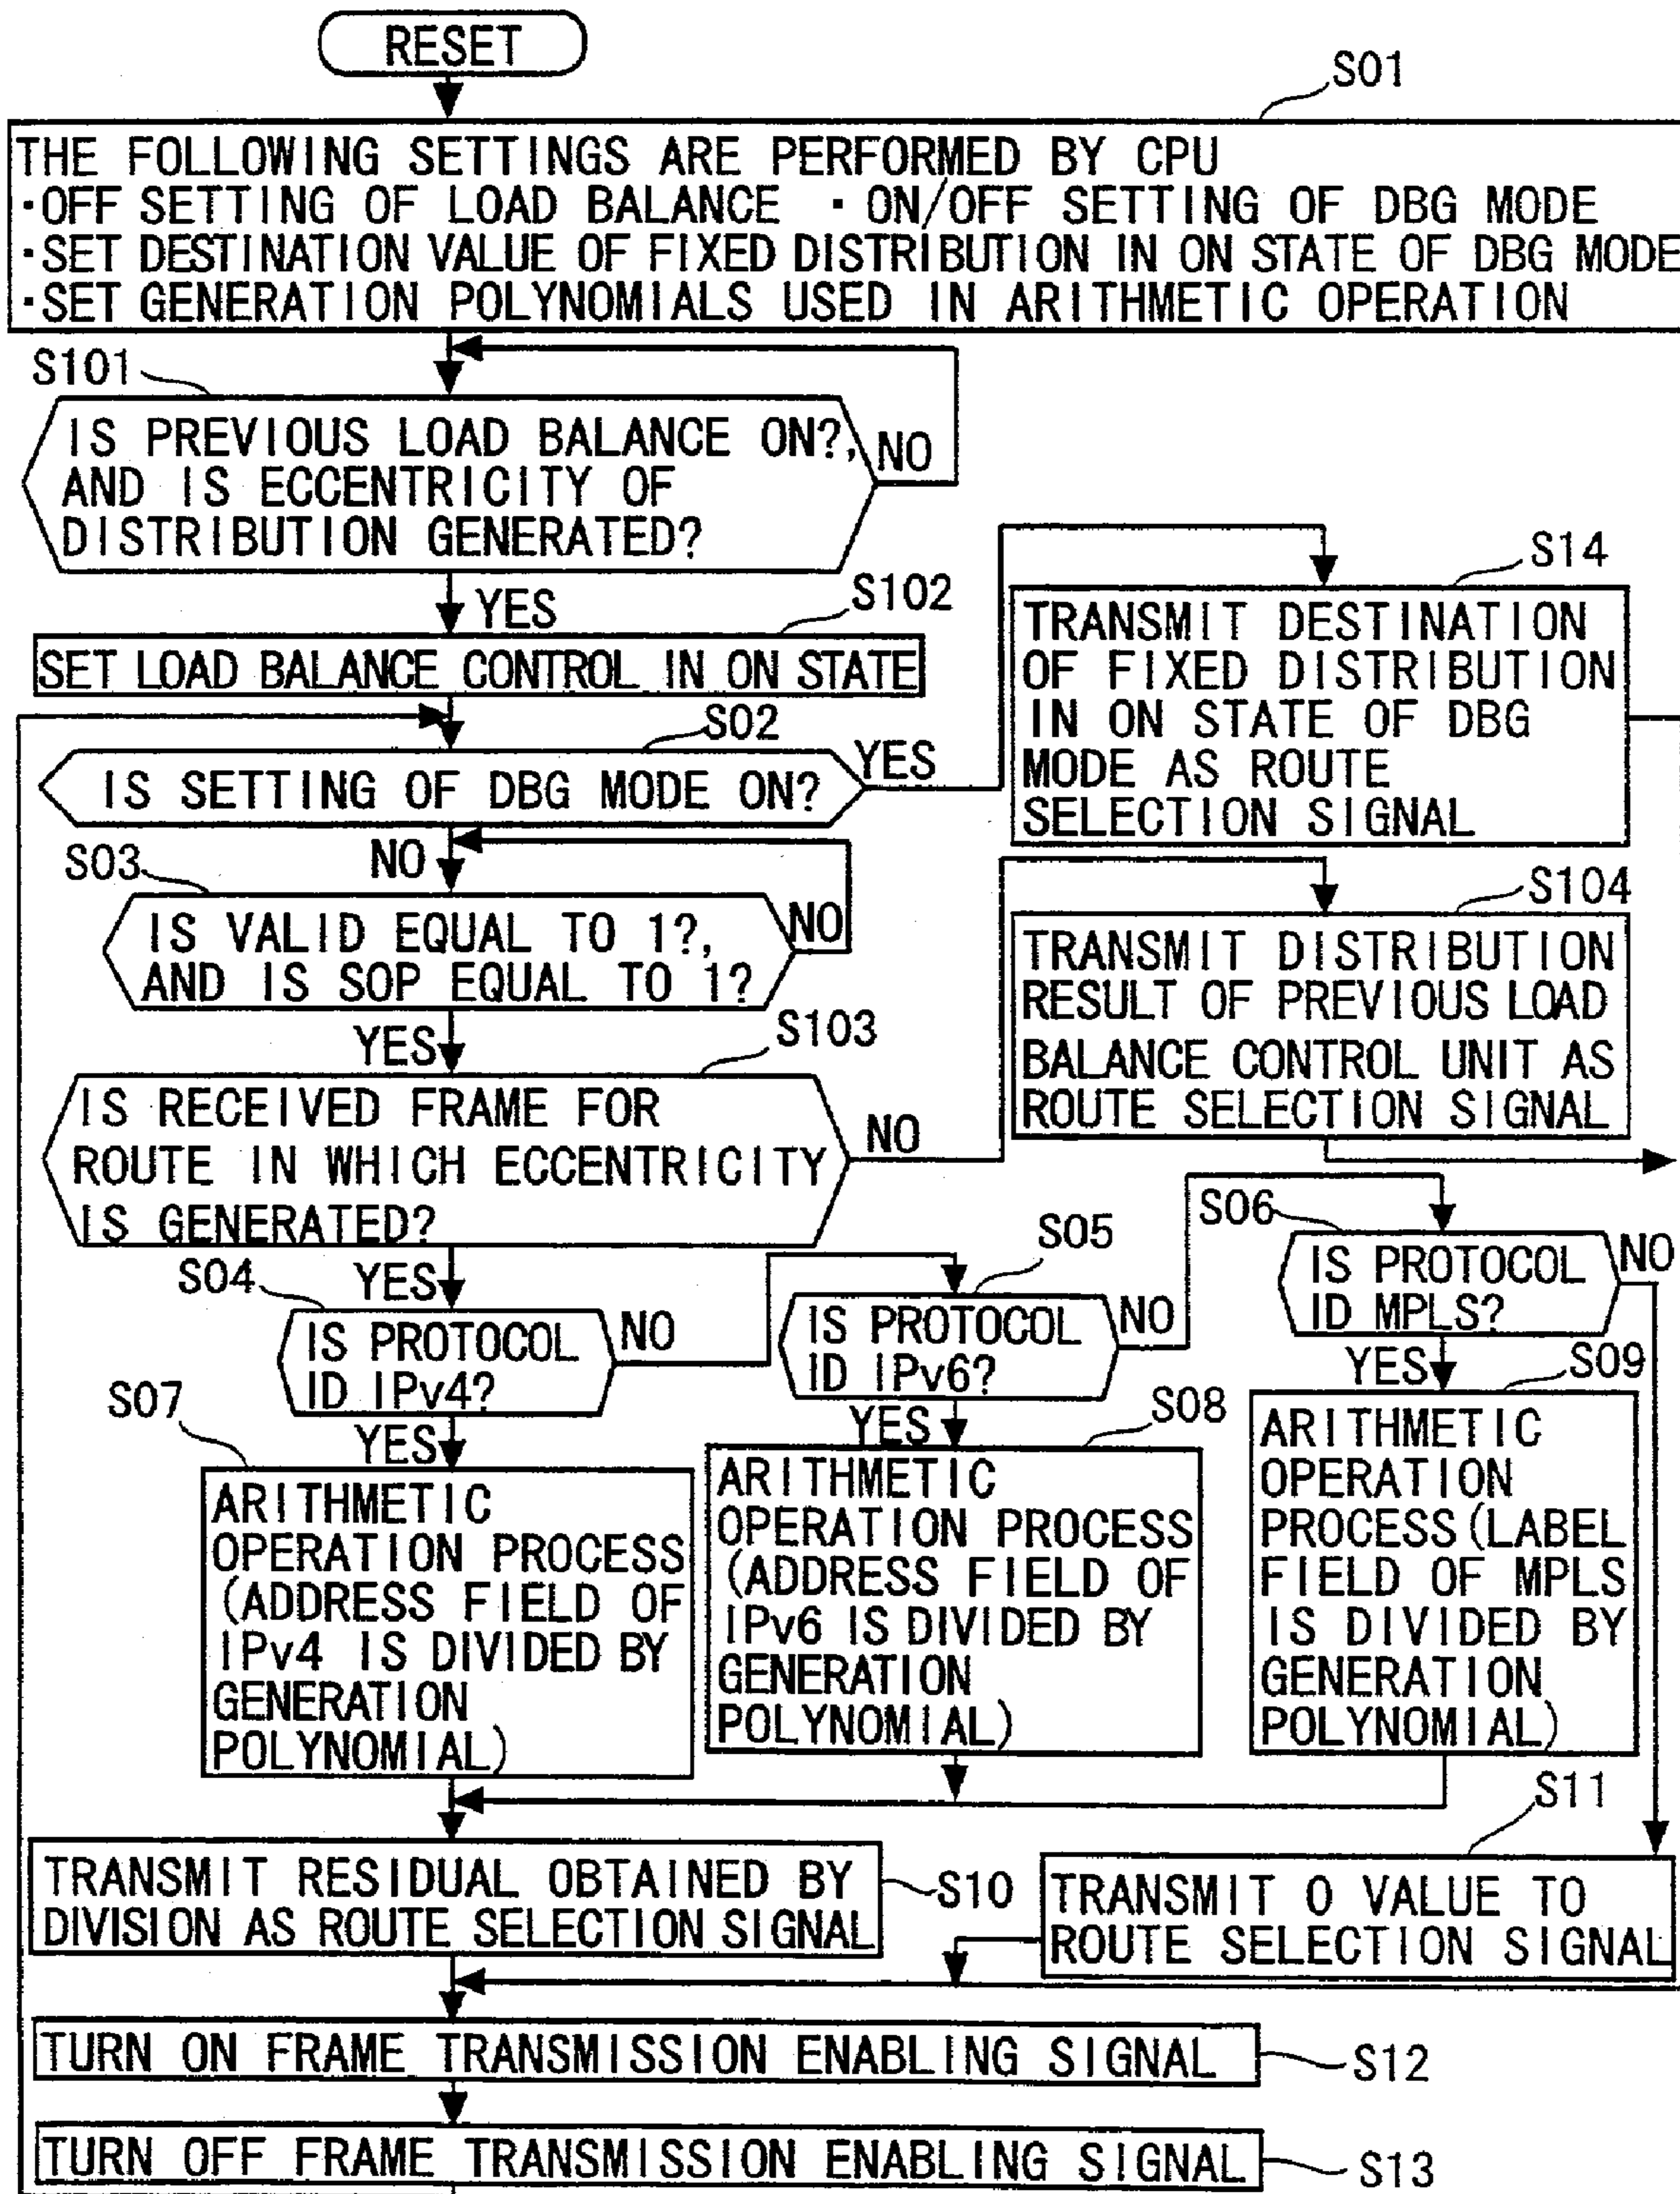 RESET
S01
THE FOLLOWING SETTINGS ARE PERFORMED BY CPU
·OFF SETTING OF LOAD BALANCE ·ON/OFF SETTING OF DBG MODE
·SET DESTINATION VALUE OF FIXED DISTRIBUTION IN ON STATE OF DBG MODE
·SET GENERATION POLYNOMIALS USED IN ARITHMETIC OPERATION
S101
IS PREVIOUS LOAD BALANCE ON?,
AND IS ECCENTRICITY OF
DISTRIBUTION GENERATED?
NO
YES
S102
SET LOAD BALANCE CONTROL IN ON STATE
S02
IS SETTING OF DBG MODE ON?
YES
S14
TRANSMIT DESTINATION
OF FIXED DISTRIBUTION
IN ON STATE OF DBG
MODE AS ROUTE
SELECTION SIGNAL
NO
S03
IS VALID EQUAL TO 1?,
AND IS SOP EQUAL TO 1?
NO
YES
S104
TRANSMIT DISTRIBUTION
RESULT OF PREVIOUS LOAD
BALANCE CONTROL UNIT AS
ROUTE SELECTION SIGNAL
S103
IS RECEIVED FRAME FOR
ROUTE IN WHICH ECCENTRICITY
IS GENERATED?
NO
YES
S04
IS PROTOCOL
ID IPv4?
NO
YES
S05
IS PROTOCOL
ID IPv6?
NO
YES
S06
IS PROTOCOL
ID MPLS?
NO
YES
S07
ARITHMETIC
OPERATION PROCESS
(ADDRESS FIELD OF
IPv4 IS DIVIDED BY
GENERATION
POLYNOMIAL)
S08
ARITHMETIC
OPERATION PROCESS
(ADDRESS FIELD OF
IPv6 IS DIVIDED BY
GENERATION
POLYNOMIAL)
S09
ARITHMETIC
OPERATION
PROCESS(LABEL
FIELD OF MPLS
IS DIVIDED BY
GENERATION
POLYNOMIAL)
TRANSMIT RESIDUAL OBTAINED BY
DIVISION AS ROUTE SELECTION SIGNAL
S10
S11
TRANSMIT 0 VALUE TO
ROUTE SELECTION SIGNAL
TURN ON FRAME TRANSMISSION ENABLING SIGNAL
S12
TURN OFF FRAME TRANSMISSION ENABLING SIGNAL
S13